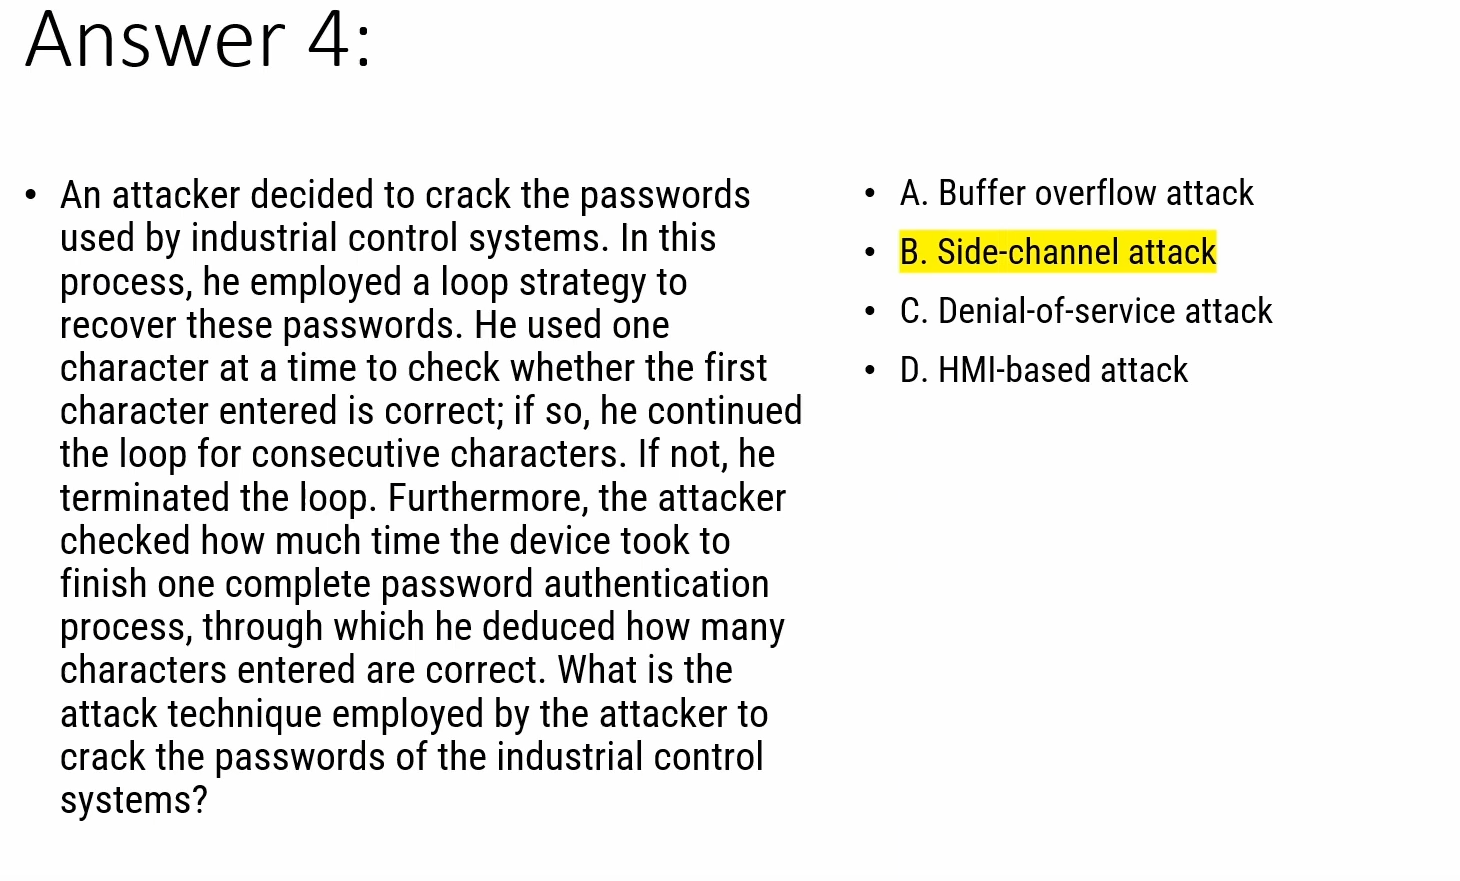 Answer 4:
• An attacker decided to crack the passwords
used by industrial control systems. In this
process, he employed a loop strategy to
recover these passwords. He used one
character at a time to check whether the first
character entered is correct; if so, he continued
the loop for consecutive characters. If not, he
terminated the loop. Furthermore, the attacker
checked how much time the device took to
finish one complete password authentication
process, through which he deduced how many
characters entered are correct. What is the
attack technique employed by the attacker to
crack the passwords of the industrial control
systems?
• A. Buffer overflow attack
• B. Side-channel attack
• C. Denial-of-service attack
• D. HMI-based attack